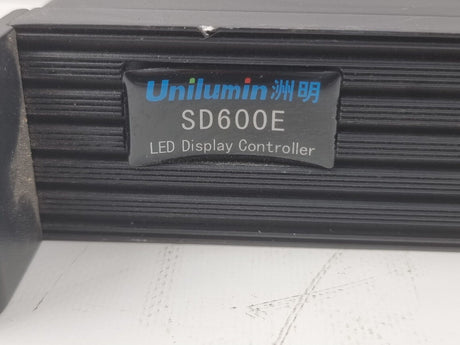 Unilumin洲明
SD600E
LED Display Controller